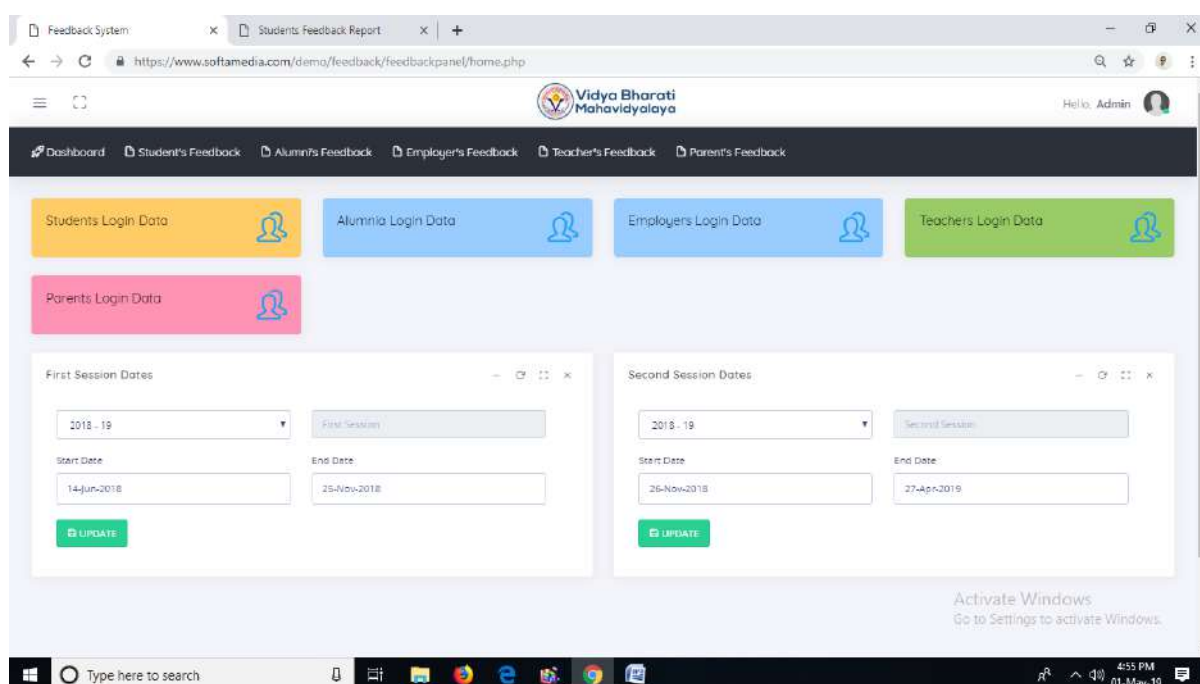 Feedback System
Students Feedback Report
https://www.softamedia.com/demo/feedback/feedbackpanel/home.php
Vidya Bharati
Mahavidyalaya
Hello, Admin
Dashboard Student's Feedback Alumni's Feedback Employer's Feedback Teacher's Feedback Parent's Feedback
Students Login Data Alumnia Login Data Employers Login Data Teachers Login Data
Parents Login Data
First Session Dates
2018 - 19 First Session
Start Date End Date
14-Jun-2018 25-Nov-2018
UPDATE
Second Session Dates
2018 - 19 Second Session
Start Date End Date
26-Nov-2018 27-Apr-2019
UPDATE
Activate Windows
Go to Settings to activate Windows.
Type here to search
4:55 PM
01-May-19